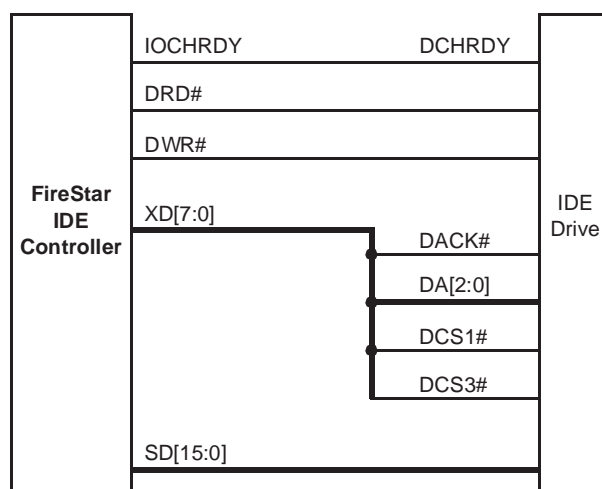 IOCHRDY DCHRDY
DRD#
DWR#
FireStar
IDE
Controller
XD[7:0]
IDE
Drive
DACK#
DA[2:0]
DCS1#
DCS3#
SD[15:0]